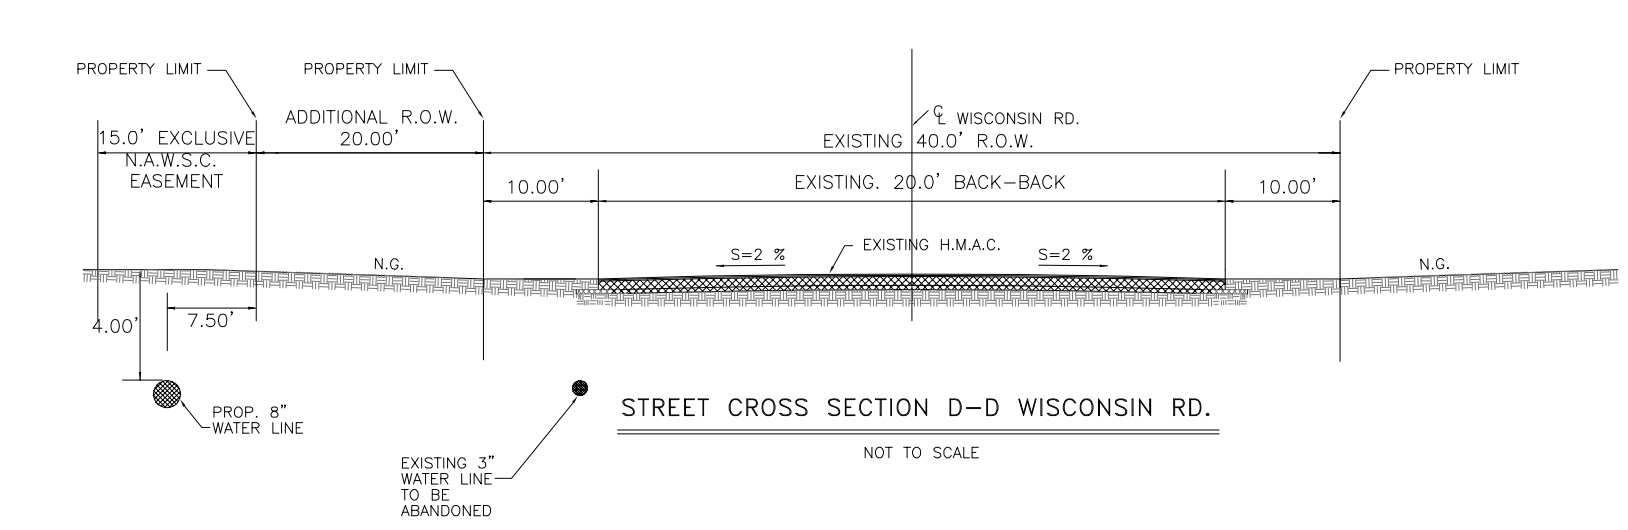 PROPERTY LIMIT
PROPERTY LIMIT
PROPERTY LIMIT
ADDITIONAL R.O.W.
20.00'
℄ WISCONSIN RD.
15.0' EXCLUSIVE
N.A.W.S.C.
EASEMENT
EXISTING 40.0' R.O.W.
10.00'
EXISTING. 20.0' BACK-BACK
10.00'
S=2 %
EXISTING H.M.A.C.
S=2 %
N.G.
N.G.
4.00'
7.50'
PROP. 8"
WATER LINE
STREET CROSS SECTION D-D WISCONSIN RD.
NOT TO SCALE
EXISTING 3"
WATER LINE
TO BE
ABANDONED